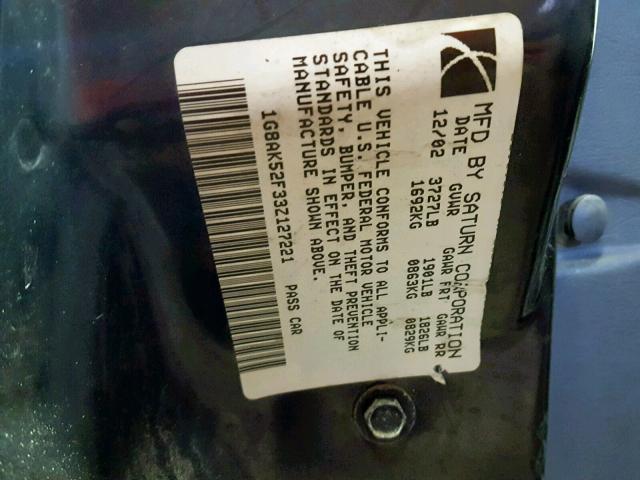 MFD BY SATURN CORPORATION
DATE GVWR GAWR FRT GAWR RR
12/02 3727LB 1901LB 1826LB
1692KG 0863KG 0829KG
THIS VEHICLE CONFORMS TO ALL APPLI-
CABLE U.S. FEDERAL MOTOR VEHICLE
SAFETY, BUMPER, AND THEFT PREVENTION
STANDARDS IN EFFECT ON THE DATE OF
MANUFACTURE SHOWN ABOVE.
1G8AK52F33Z127221 PASS CAR